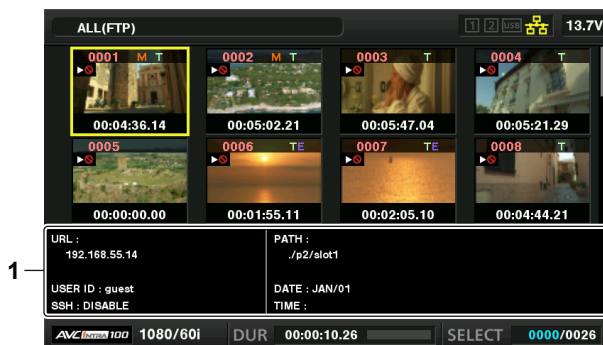 ALL(FTP)
1 2 USB 13.7V
0001 M T
0002 M T
0003 T
0004 T
00:04:36.14
00:05:02.21
00:05:47.04
00:05:21.29
0005
0006 TE
0007 TE
0008 T
00:00:00.00
00:01:55.11
00:02:05.10
00:04:44.21
1
URL :
192.168.55.14
USER ID : guest
SSH : DISABLE
PATH :
./p2/slot1
DATE : JAN/01
TIME :
AVC INTRA 100 1080/60i DUR 00:00:10.26 SELECT 0000/0026